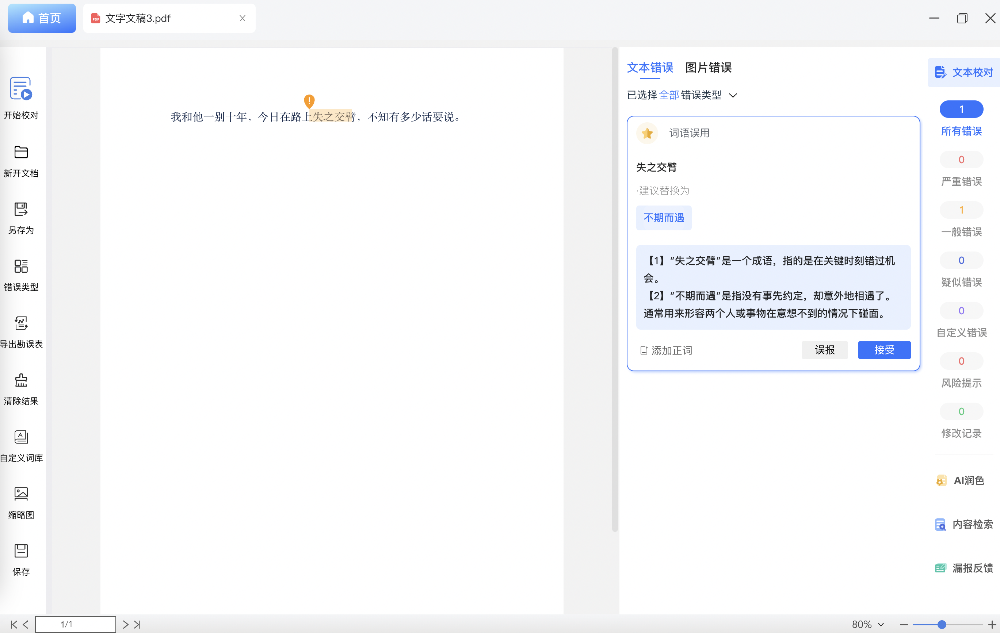 首页
文字文稿3.pdf
开始校对
新开文档
另存为
错误类型
导出勘误表
清除结果
自定义词库
缩略图
保存
我和他一别十年，今日在路上失之交臂，不知有多少话要说。
文本错误 图片错误
已选择 全部 错误类型
词语误用
失之交臂
·建议替换为
不期而遇
【1】“失之交臂”是一个成语，指的是在关键时刻错过机
会。
【2】“不期而遇”是指没有事先约定，却意外地相遇了。
通常用来形容两个人或事物在意想不到的情况下碰面。
添加正词 误报 接受
文本校对
1
所有错误
0
严重错误
1
一般错误
0
疑似错误
0
自定义错误
0
风险提示
0
修改记录
AI润色
内容检索
漏报反馈
1/1
80%